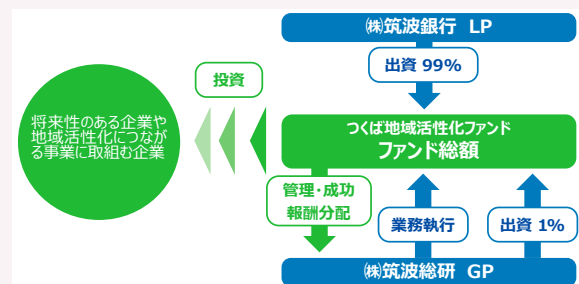 ㈱筑波銀行 LP
出資 99%
投資
将来性のある企業や
地域活性化につなが
る事業に取組む企業
つくば地域活性化ファンド
ファンド総額
管理・成功
報酬分配
業務執行
出資 1%
㈱筑波総研 GP